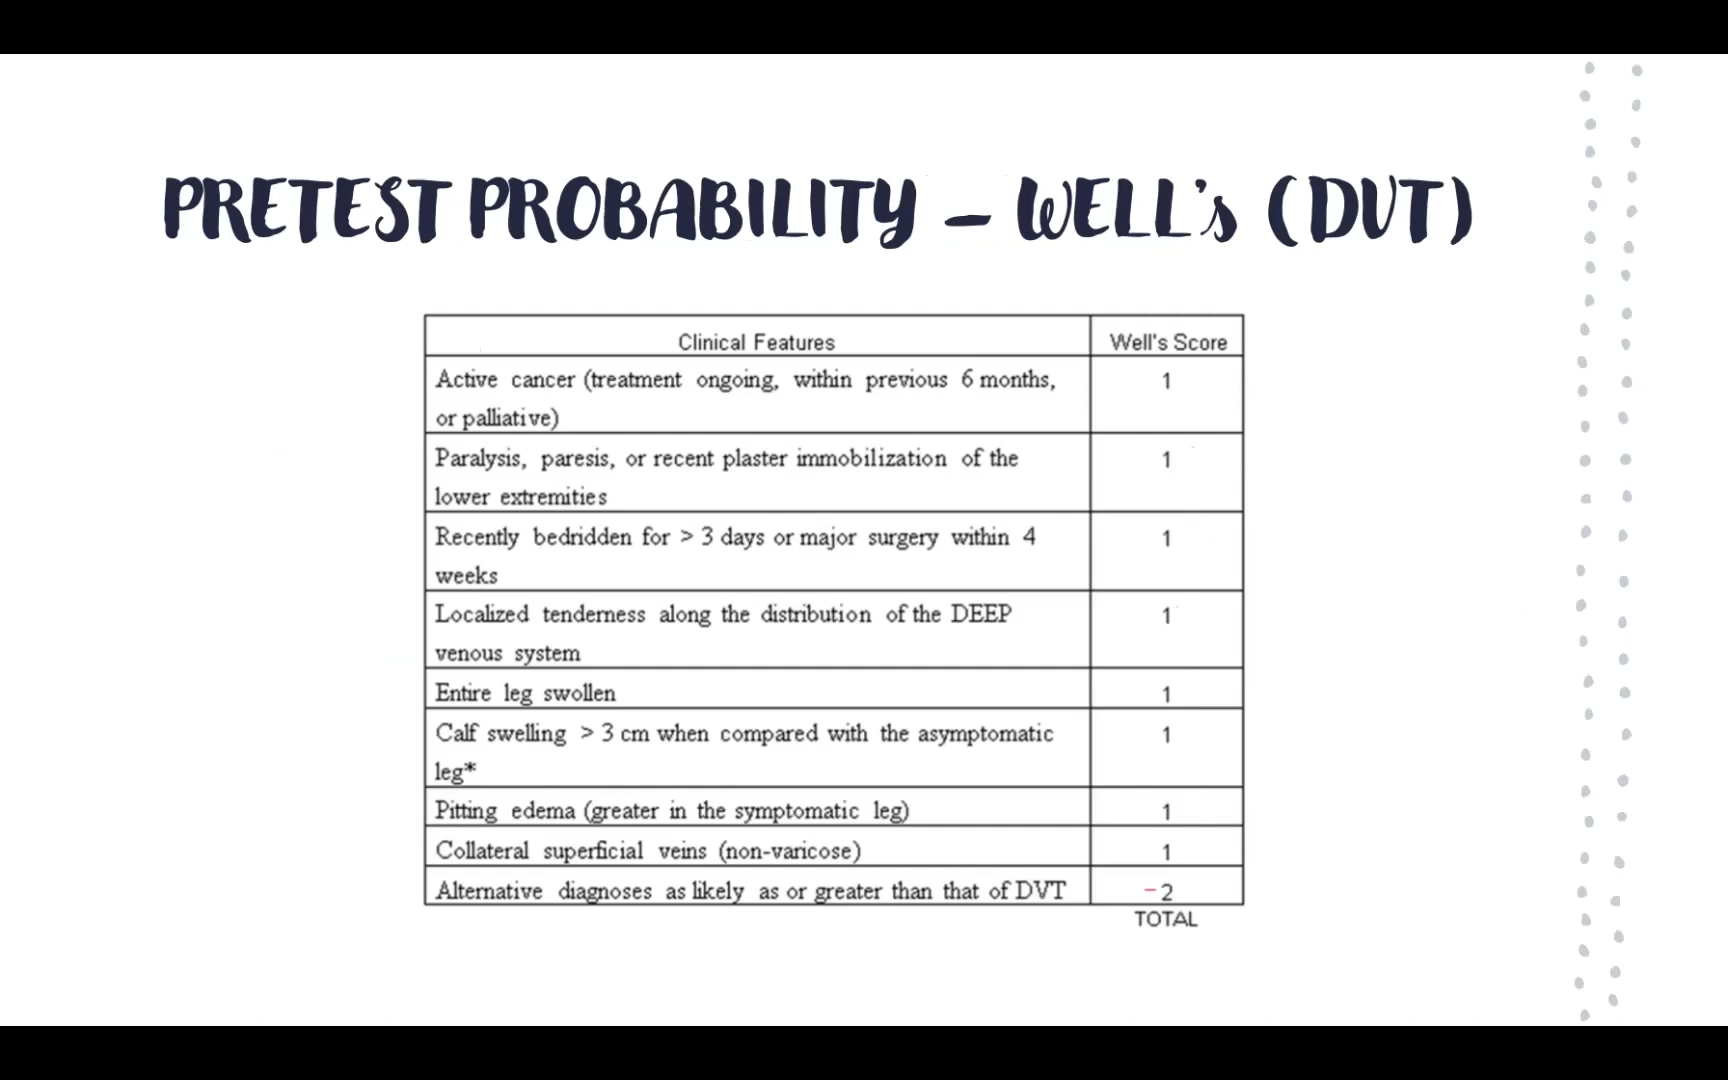 PRETEST PROBABILITY – WELL's (DVT)
Clinical Features Well's Score
Active cancer (treatment ongoing, within previous 6 months, 1
or palliative)
Paralysis, paresis, or recent plaster immobilization of the 1
lower extremities
Recently bedridden for > 3 days or major surgery within 4 1
weeks
Localized tenderness along the distribution of the DEEP 1
venous system
Entire leg swollen 1
Calf swelling > 3 cm when compared with the asymptomatic 1
leg*
Pitting edema (greater in the symptomatic leg) 1
Collateral superficial veins (non-varicose) 1
Alternative diagnoses as likely as or greater than that of DVT -2
TOTAL